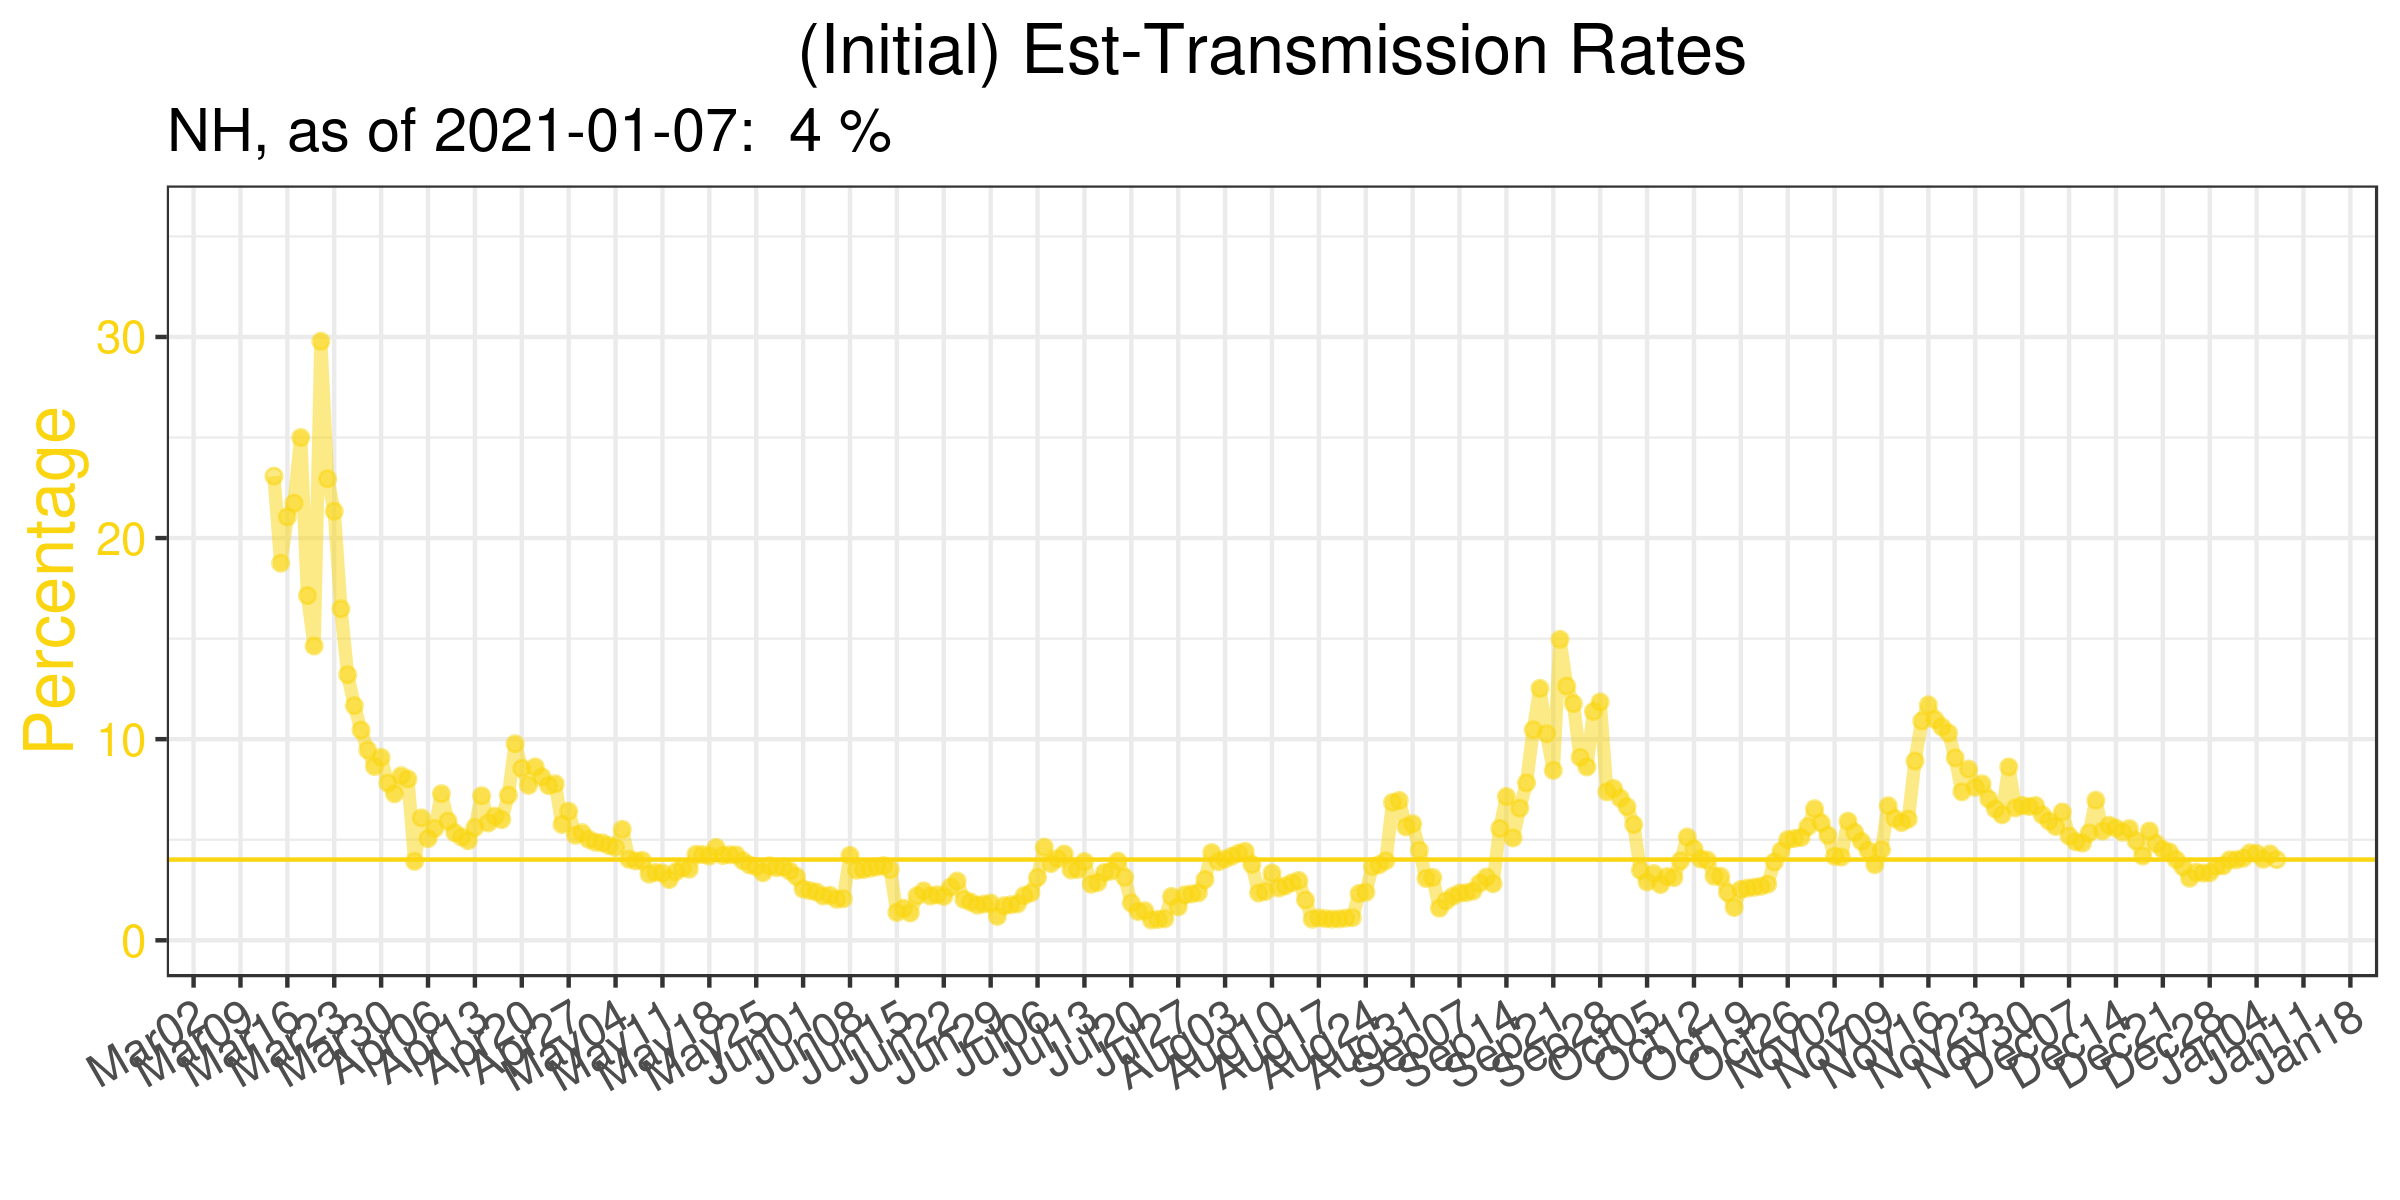 (Initial) Est-Transmission Rates
NH, as of 2021-01-07:  4 %
Percentage
30
20
10
0
Mar02
Mar09
Mar16
Mar23
Mar30
Apr06
Apr13
Apr20
Apr27
May04
May11
May18
May25
Jun01
Jun08
Jun15
Jun22
Jun29
Jul06
Jul13
Jul20
Jul27
Aug03
Aug10
Aug17
Aug24
Aug31
Sep07
Sep14
Sep21
Sep28
Oct05
Oct12
Oct19
Oct26
Nov02
Nov09
Nov16
Nov23
Nov30
Dec07
Dec14
Dec21
Dec28
Jan04
Jan11
Jan18